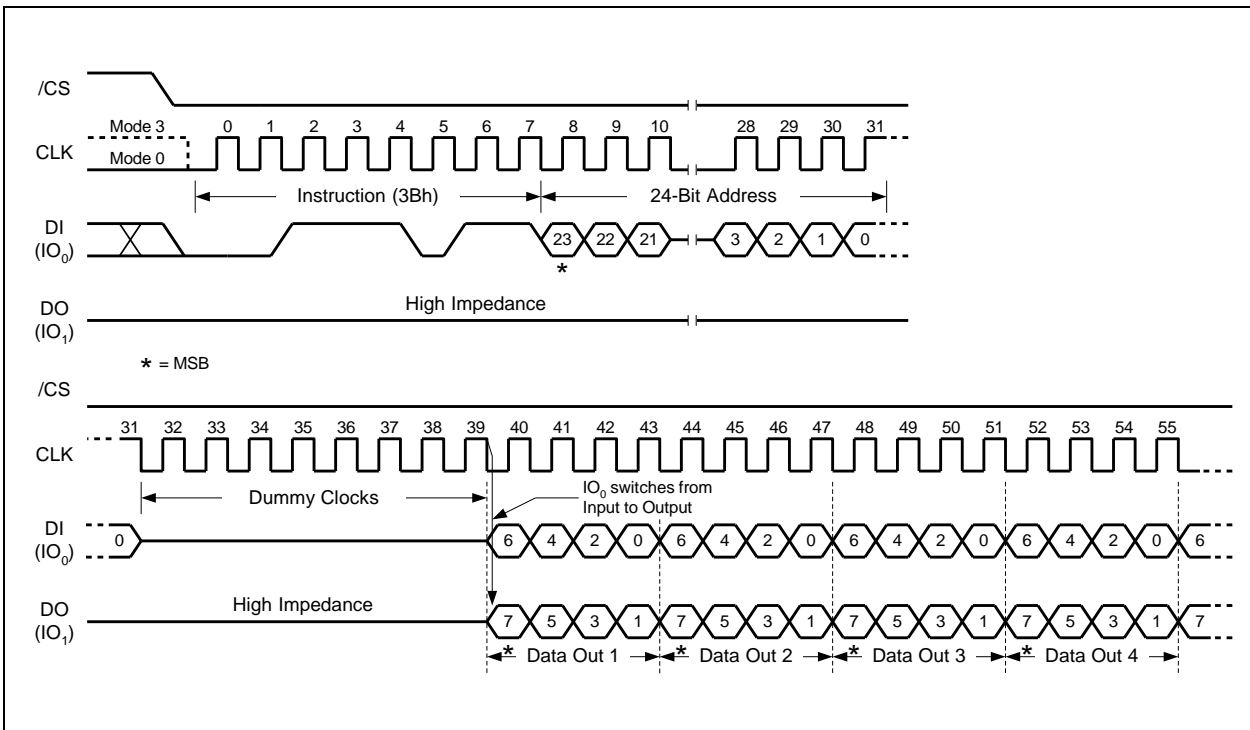 /CS
Mode 3 0 1 2 3 4 5 6 7 8 9 10 28 29 30 31
CLK
Mode 0
Instruction (3Bh) 24-Bit Address
DI
(IO0) 23 22 21 3 2 1 0
*
High Impedance
DO
(IO1)
* = MSB
/CS
31 32 33 34 35 36 37 38 39 40 41 42 43 44 45 46 47 48 49 50 51 52 53 54 55
CLK
Dummy Clocks
IO0 switches from
Input to Output
DI
(IO0) 0 6 4 2 0 6 4 2 0 6 4 2 0 6 4 2 0 6
High Impedance
DO
(IO1) 7 5 3 1 7 5 3 1 7 5 3 1 7 5 3 1 7
* Data Out 1 * Data Out 2 * Data Out 3 * Data Out 4